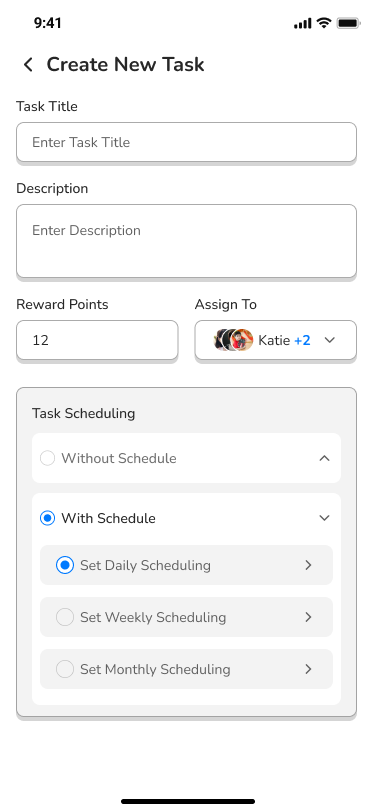 9:41
Create New Task
Task Title
Enter Task Title
Description
Enter Description
Reward Points
Assign To
12
Katie +2
Task Scheduling
Without Schedule
With Schedule
Set Daily Scheduling
Set Weekly Scheduling
Set Monthly Scheduling